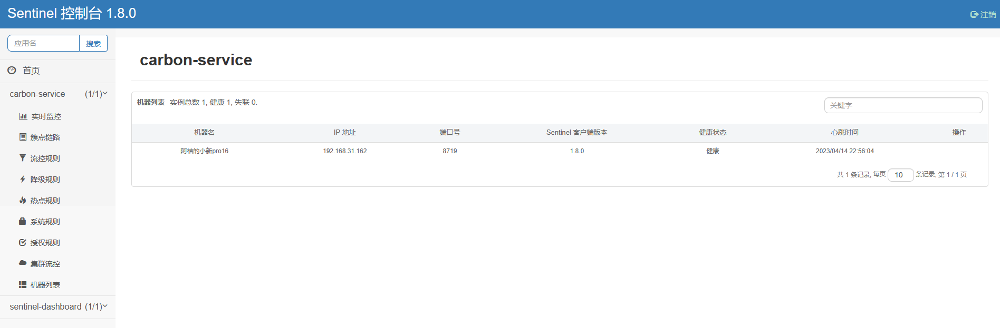 Sentinel 控制台 1.8.0
注销
应用名
搜索
首页
carbon-service (1/1)
实时监控
簇点链路
流控规则
降级规则
热点规则
系统规则
授权规则
集群流控
机器列表
sentinel-dashboard (1/1)
carbon-service
机器列表 实例总数 1, 健康 1, 失联 0.
关键字
机器名 IP 地址 端口号 Sentinel 客户端版本 健康状态 心跳时间 操作
阿桔的小新pro16 192.168.31.162 8719 1.8.0 健康 2023/04/14 22:56:04
共 1 条记录, 每页 10 条记录, 第 1 / 1 页